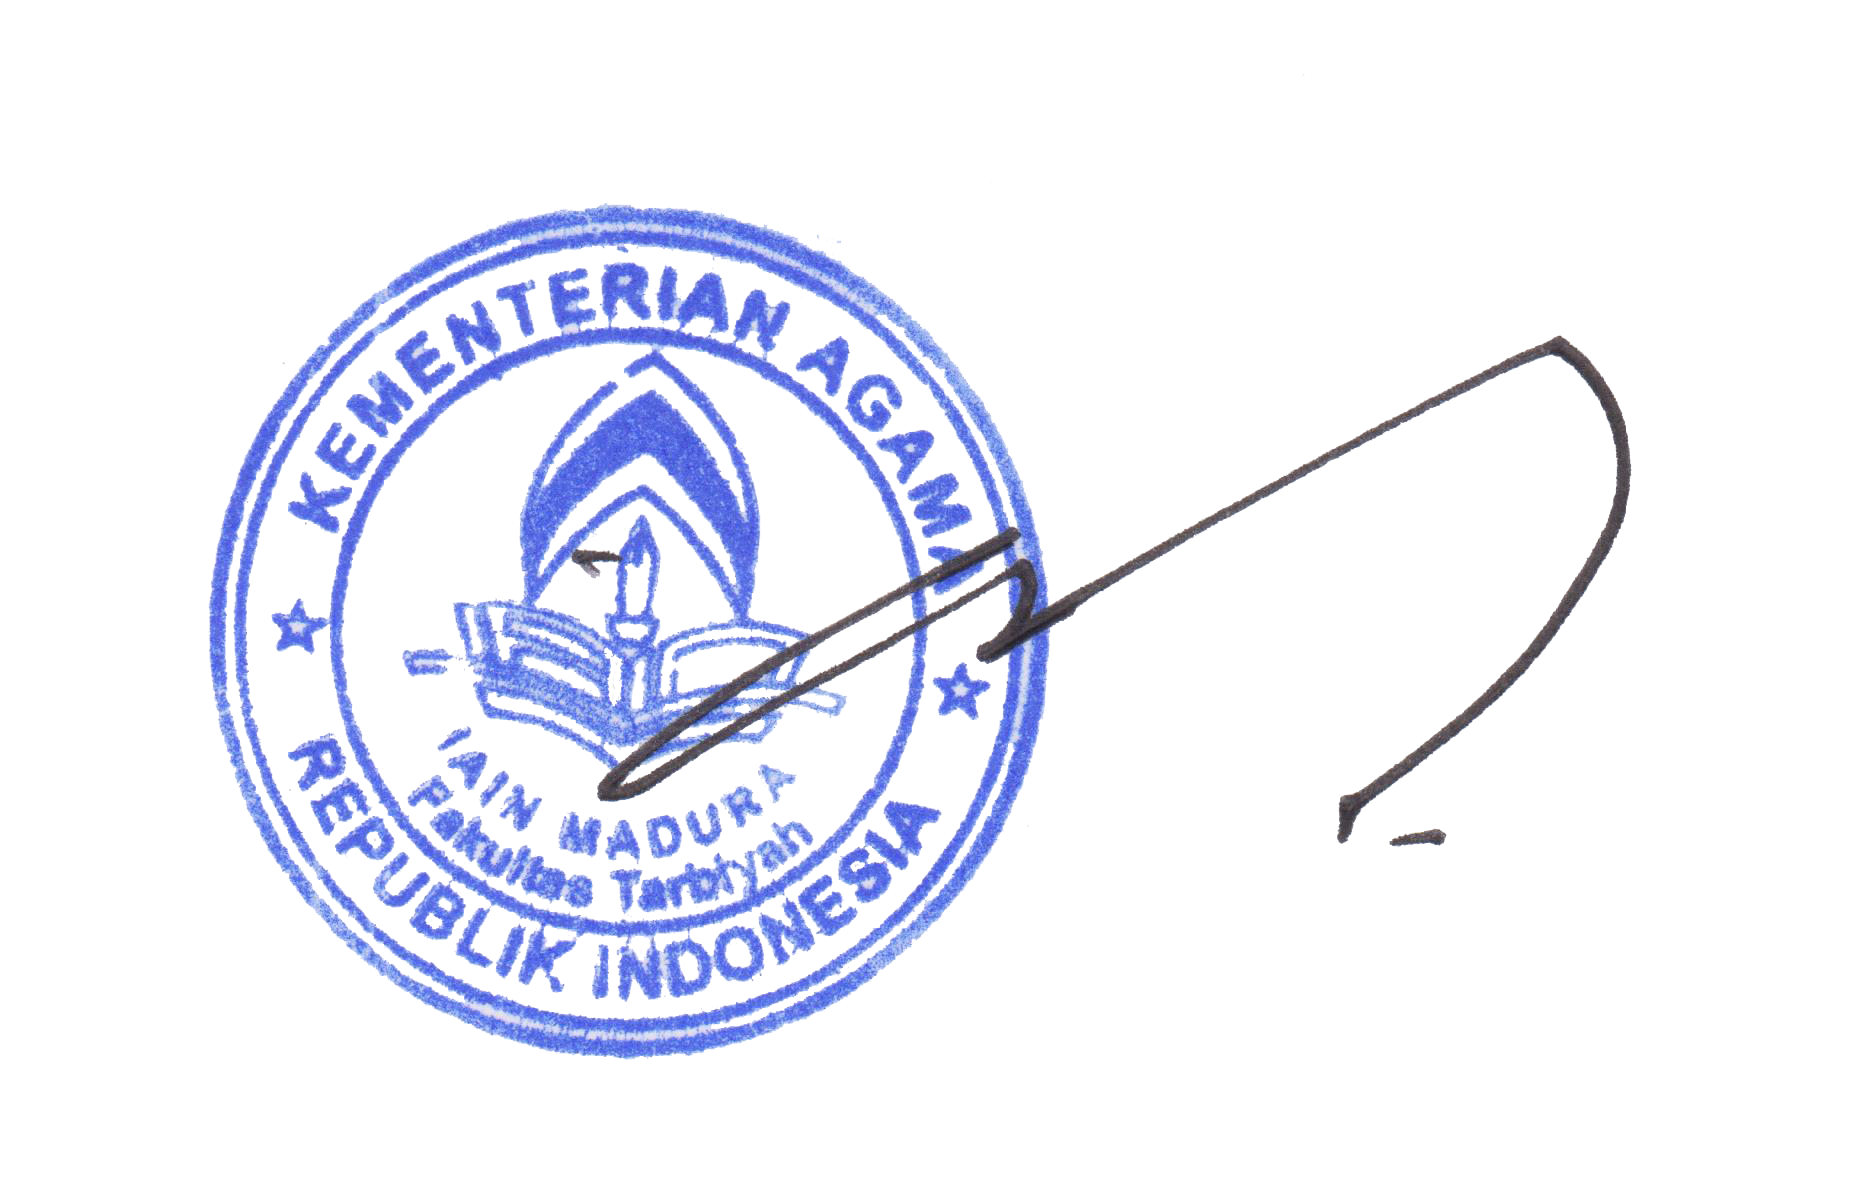 KEMENTERIAN AGAMA
IAIN MADURA
Fakultas Tarbiyah
REPUBLIK INDONESIA